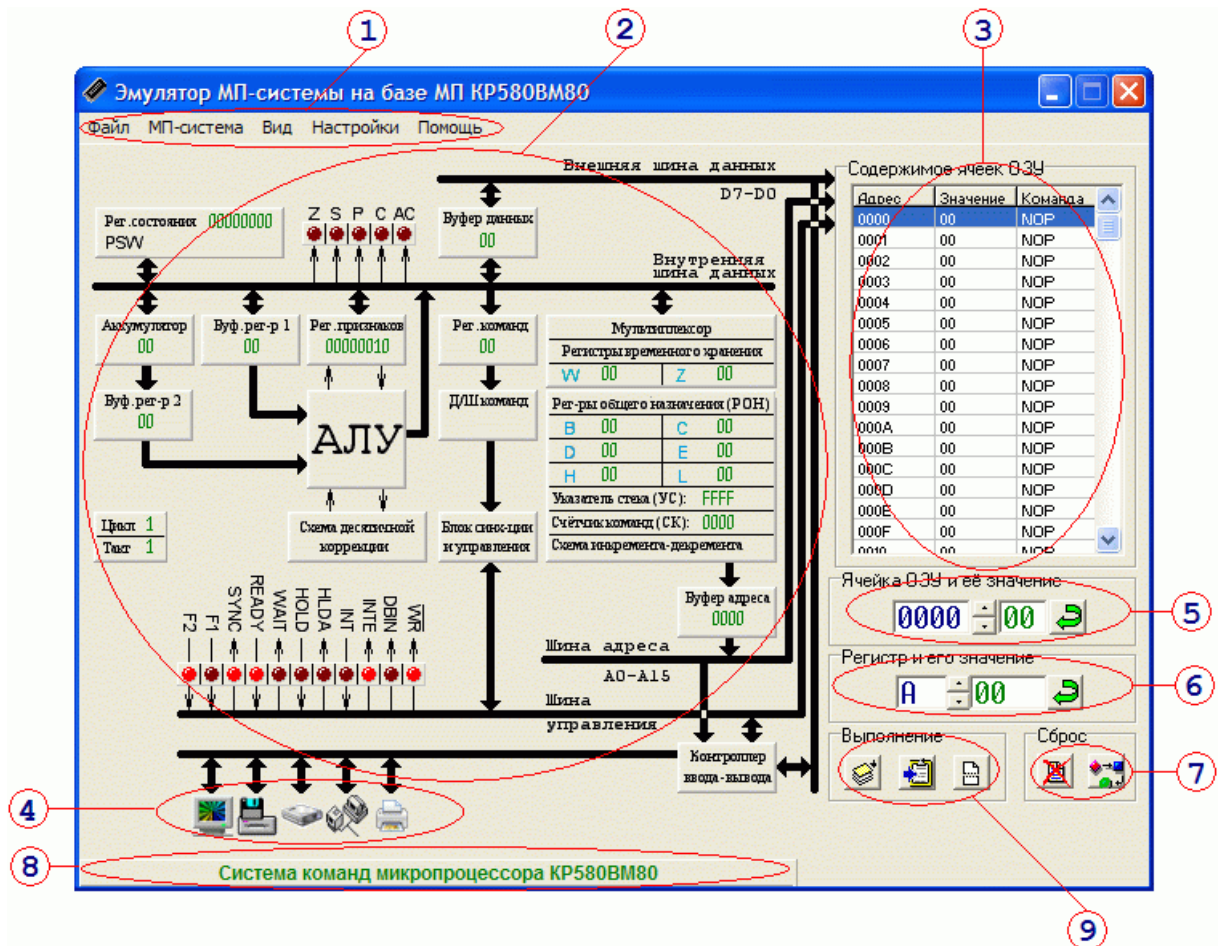 1
2
3
Эмулятор МП-системы на базе МП КР580ВМ80
Файл МП-система Вид Настройки Помощь
Внешняя шина данных
D7-D0
Рег.состояния 00000000
PSW
Z S P C AC
Буфер данных
00
Внутренняя
шина данных
Аккумулятор
00
Буф.рег-р 1
00
Рег.признаков
00000010
Рег.команд
00
Мультиплексор
Регистры временного хранения
W 00 Z 00
Буф.рег-р 2
00
АЛУ
Д/Ш команд
Рег-ры общего назначения (РОН)
B 00 C 00
D 00 E 00
H 00 L 00
Указатель стека (УС): FFFF
Счётчик команд (СК): 0000
Схема инкремента-декремента
Цикл 1
Такт 1
Схема десятичной
коррекции
Блок синх-ции
и управления
Буфер адреса
0000
F2 F1 SYNC READY WAIT HOLD HLDA INT INTE DBIN WR
Шина адреса
A0-A15
Шина
управления
Контроллер
ввода-вывода
Содержимое ячеек ОЗУ
Адрес Значение Команда
0000 00 NOP
0001 00 NOP
0002 00 NOP
0003 00 NOP
0004 00 NOP
0005 00 NOP
0006 00 NOP
0007 00 NOP
0008 00 NOP
0009 00 NOP
000A 00 NOP
000B 00 NOP
000C 00 NOP
000D 00 NOP
000E 00 NOP
000F 00 NOP
0010 00 NOP
Ячейка ОЗУ и её значение
0000 00
5
Регистр и его значение
A 00
6
Выполнение
Сброс
7
4
8
Система команд микропроцессора КР580ВМ80
9